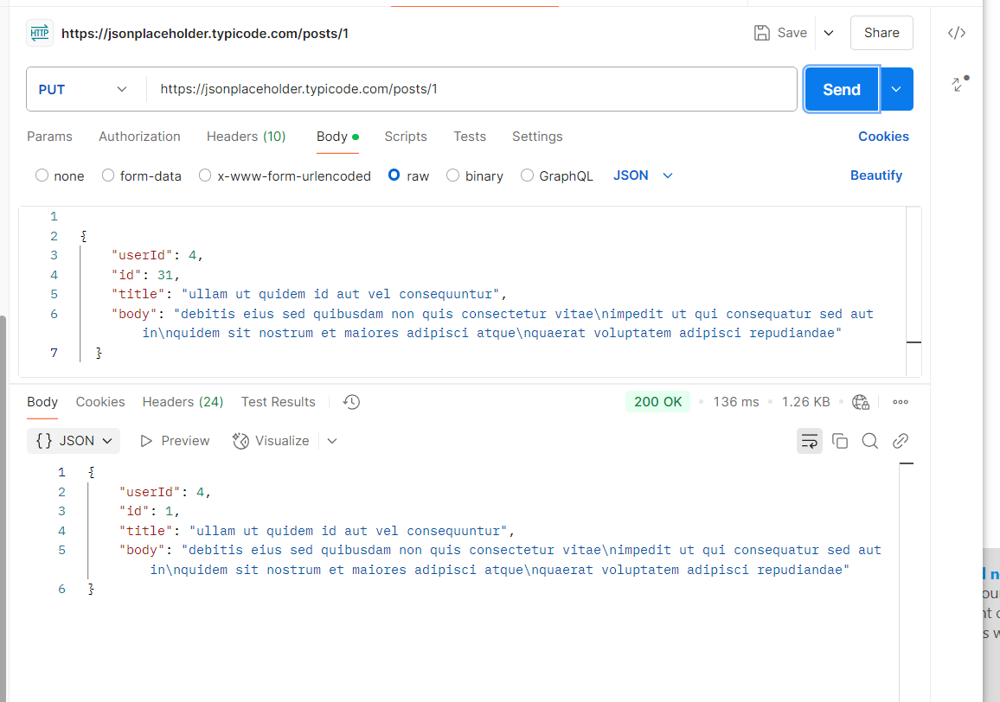 HTTP https://jsonplaceholder.typicode.com/posts/1 Save Share </>
PUT https://jsonplaceholder.typicode.com/posts/1 Send
Params Authorization Headers (10) Body Scripts Tests Settings Cookies
none form-data x-www-form-urlencoded raw binary GraphQL JSON Beautify
1
2 {
3 "userId": 4,
4 "id": 31,
5 "title": "ullam ut quidem id aut vel consequuntur",
6 "body": "debitis eius sed quibusdam non quis consectetur vitae\nimpedit ut qui consequatur sed aut
in\nquidem sit nostrum et maiores adipisci atque\nquaerat voluptatem adipisci repudiandae"
7 }
Body Cookies Headers (24) Test Results 200 OK 136 ms 1.26 KB
{} JSON Preview Visualize
1 {
2 "userId": 4,
3 "id": 1,
4 "title": "ullam ut quidem id aut vel consequuntur",
5 "body": "debitis eius sed quibusdam non quis consectetur vitae\nimpedit ut qui consequatur sed aut
in\nquidem sit nostrum et maiores adipisci atque\nquaerat voluptatem adipisci repudiandae"
6 }